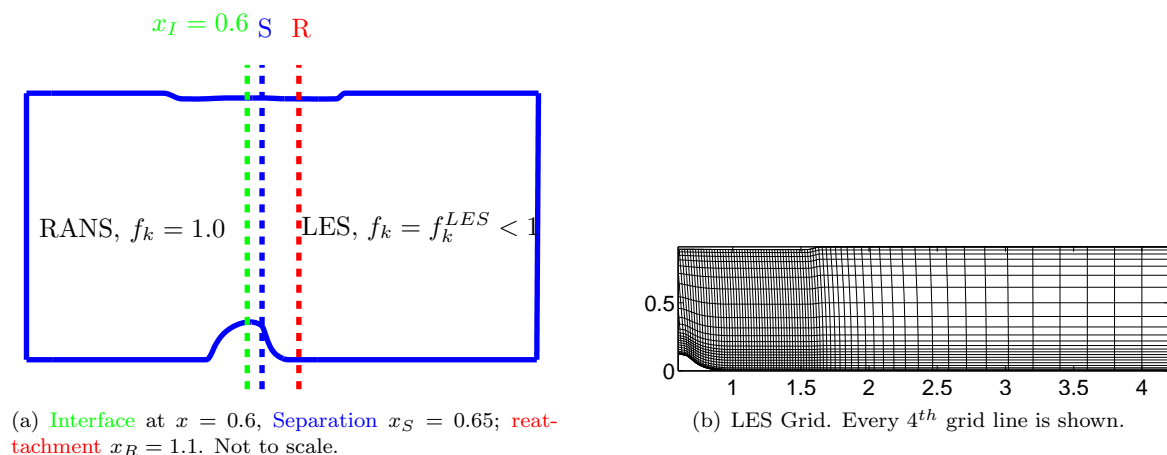 x_I = 0.6 S R
RANS, f_k = 1.0
LES, f_k = f_k^{LES} < 1
(a) Interface at x = 0.6, Separation x_S = 0.65; reat-
tachment x_R = 1.1. Not to scale.
0.5
0
1 1.5 2 2.5 3 3.5 4
(b) LES Grid. Every 4^{th} grid line is shown.